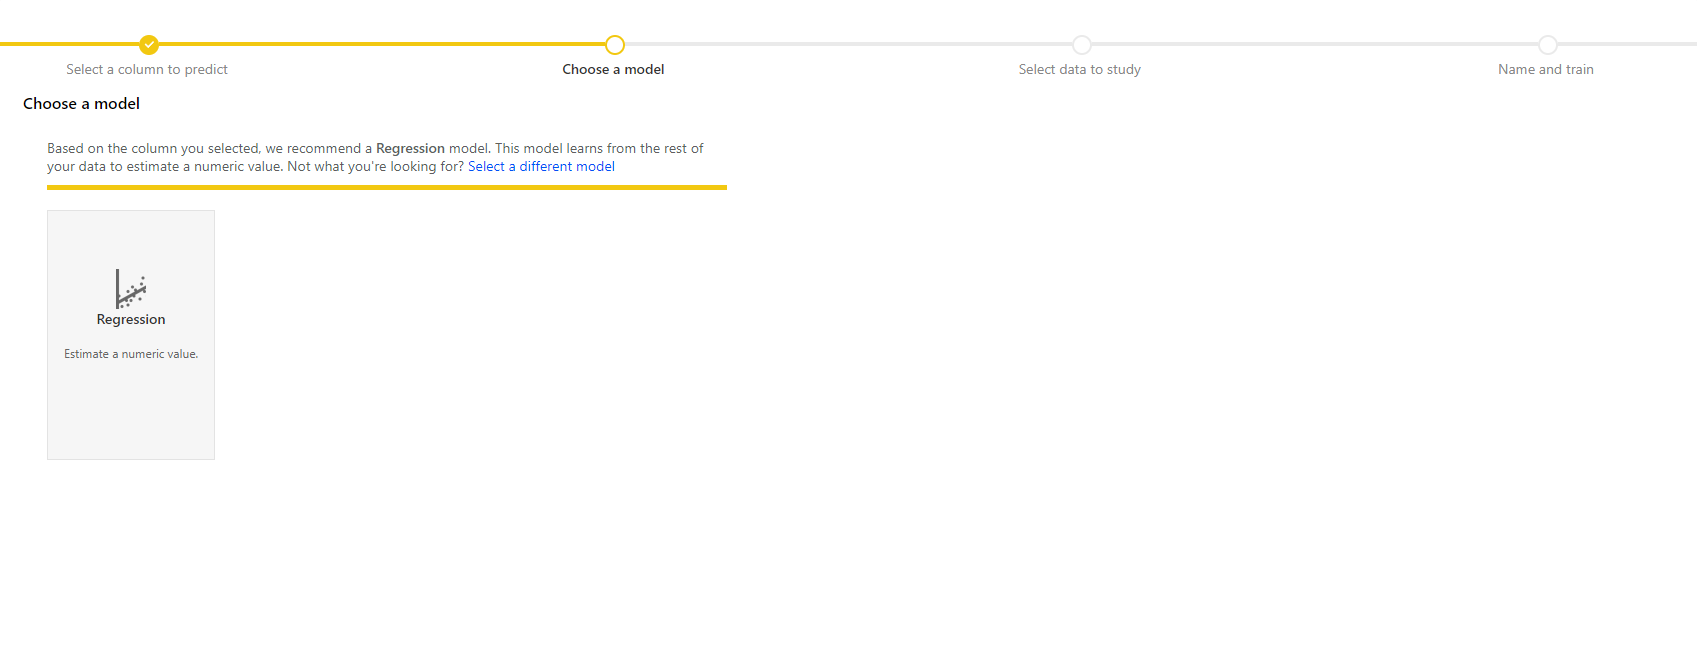 Select a column to predict
Choose a model
Select data to study
Name and train
Choose a model
Based on the column you selected, we recommend a Regression model. This model learns from the rest of
your data to estimate a numeric value. Not what you're looking for? Select a different model
Regression
Estimate a numeric value.